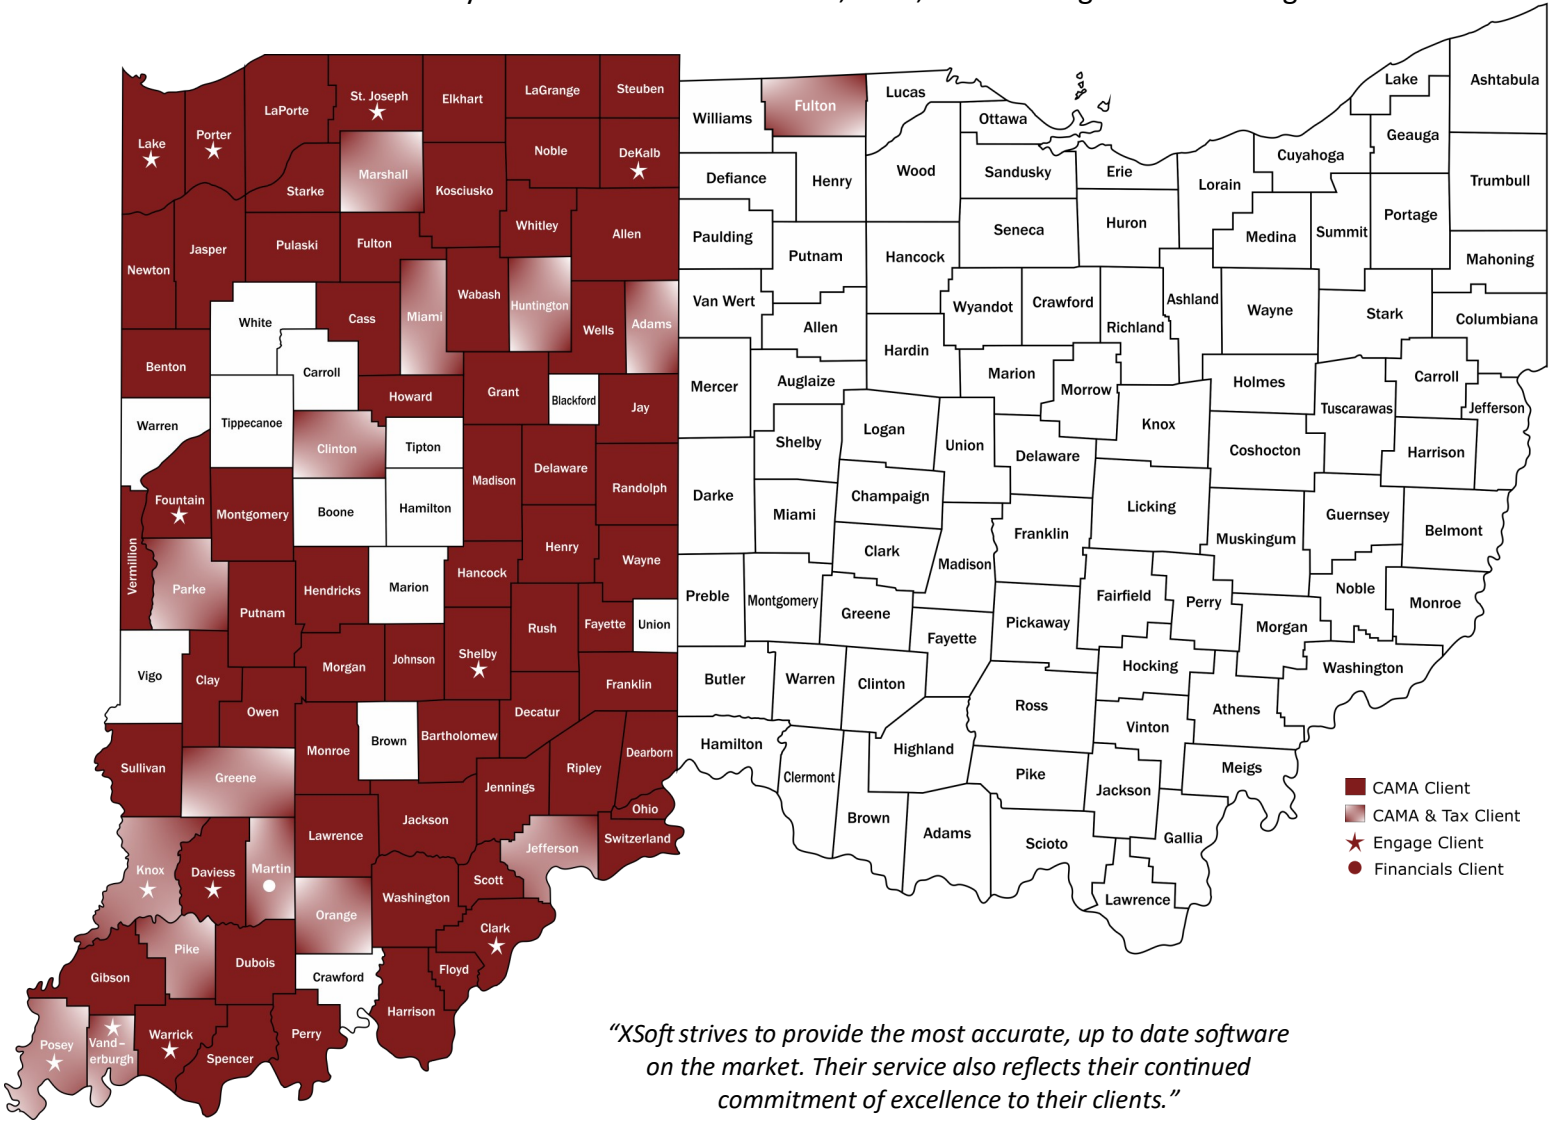 Lake
Porter
LaPorte
St. Joseph
Elkhart
LaGrange
Steuben
Noble
DeKalb
Starke
Marshall
Kosciusko
Whitley
Allen
Newton
Jasper
Pulaski
Fulton
White
Cass
Miami
Wabash
Huntington
Wells
Adams
Benton
Carroll
Howard
Grant
Blackford
Jay
Warren
Tippecanoe
Clinton
Tipton
Madison
Delaware
Randolph
Fountain
Montgomery
Boone
Hamilton
Henry
Wayne
Vermillion
Parke
Putnam
Hendricks
Marion
Hancock
Rush
Fayette
Union
Vigo
Clay
Owen
Morgan
Johnson
Shelby
Franklin
Decatur
Sullivan
Greene
Monroe
Brown
Bartholomew
Jennings
Ripley
Dearborn
Ohio
Switzerland
Jefferson
Knox
Daviess
Martin
Lawrence
Jackson
Orange
Washington
Scott
Clark
Pike
Gibson
Dubois
Crawford
Floyd
Harrison
Posey
Vand-
erburgh
Warrick
Spencer
Perry
Williams
Fulton
Lucas
Ottawa
Lake
Ashtabula
Geauga
Cuyahoga
Defiance
Henry
Wood
Sandusky
Erie
Lorain
Trumbull
Paulding
Putnam
Hancock
Seneca
Huron
Medina
Summit
Portage
Mahoning
Van Wert
Allen
Wyandot
Crawford
Richland
Ashland
Wayne
Stark
Columbiana
Mercer
Auglaize
Hardin
Marion
Morrow
Holmes
Tuscarawas
Carroll
Jefferson
Shelby
Logan
Union
Delaware
Knox
Coshocton
Harrison
Darke
Miami
Champaign
Franklin
Licking
Muskingum
Guernsey
Belmont
Clark
Madison
Preble
Montgomery
Greene
Fayette
Pickaway
Fairfield
Perry
Morgan
Noble
Monroe
Butler
Warren
Clinton
Ross
Hocking
Athens
Washington
Hamilton
Clermont
Highland
Pike
Vinton
Meigs
Brown
Adams
Scioto
Jackson
Gallia
Lawrence
CAMA Client
CAMA & Tax Client
Engage Client
Financials Client
“XSoft strives to provide the most accurate, up to date software
on the market. Their service also reflects their continued
commitment of excellence to their clients.”